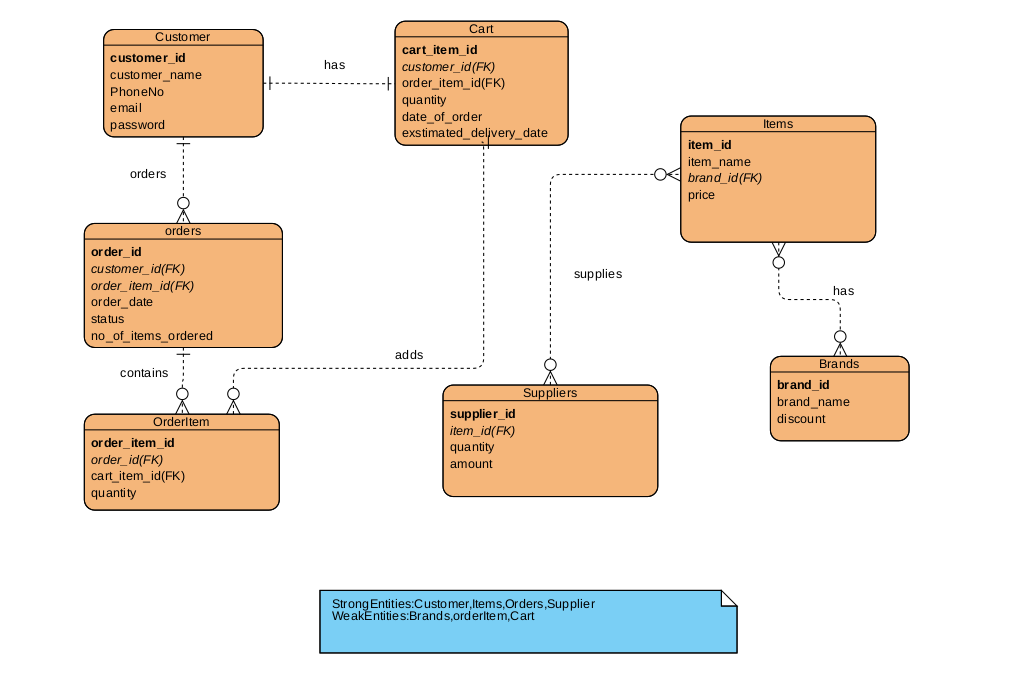 Customer
customer_id
customer_name
PhoneNo
email
password
has
Cart
cart_item_id
customer_id(FK)
order_item_id(FK)
quantity
date_of_order
exstimated_delivery_date
Items
item_id
item_name
brand_id(FK)
price
orders
orders
order_id
customer_id(FK)
order_item_id(FK)
order_date
status
no_of_items_ordered
supplies
has
contains
adds
OrderItem
order_item_id
order_id(FK)
cart_item_id(FK)
quantity
Suppliers
supplier_id
item_id(FK)
quantity
amount
Brands
brand_id
brand_name
discount
StrongEntities:Customer,Items,Orders,Supplier
WeakEntities:Brands,orderItem,Cart